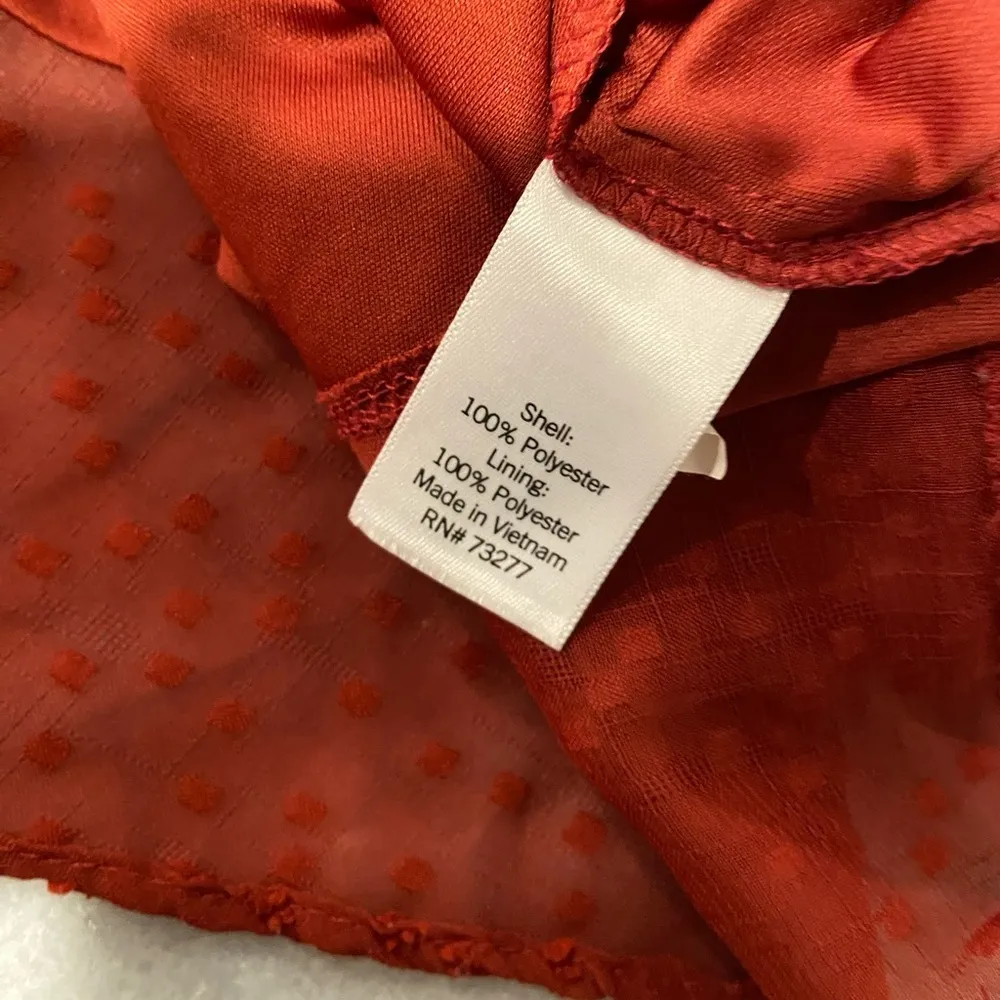 Shell:
100% Polyester
Lining:
100% Polyester
Made in Vietnam
RN# 73277